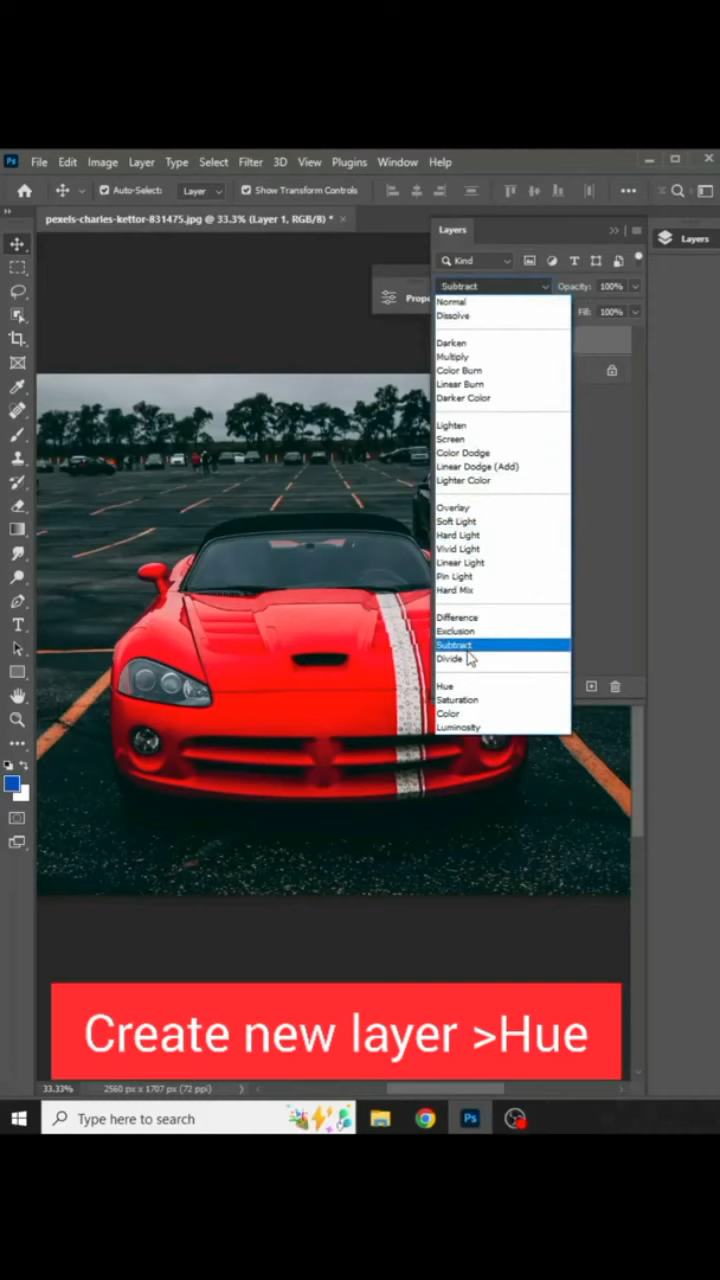 Ps File Edit Image Layer Type Select Filter 3D View Plugins Window Help
Auto-Select: Layer Show Transform Controls
pexels-charles-kettor-831475.jpg @ 33.3% (Layer 1, RGB/8) *
Layers
Layers
Kind
Subtract Opacity: 100%
Prope
Fill: 100%
Normal
Dissolve
Darken
Multiply
Color Burn
Linear Burn
Darker Color
Lighten
Screen
Color Dodge
Linear Dodge (Add)
Lighter Color
Overlay
Soft Light
Hard Light
Vivid Light
Linear Light
Pin Light
Hard Mix
Difference
Exclusion
Subtract
Divide
Hue
Saturation
Color
Luminosity
Create new layer >Hue
33.33% 2560 px x 1707 px (72 ppi)
Type here to search
Ps